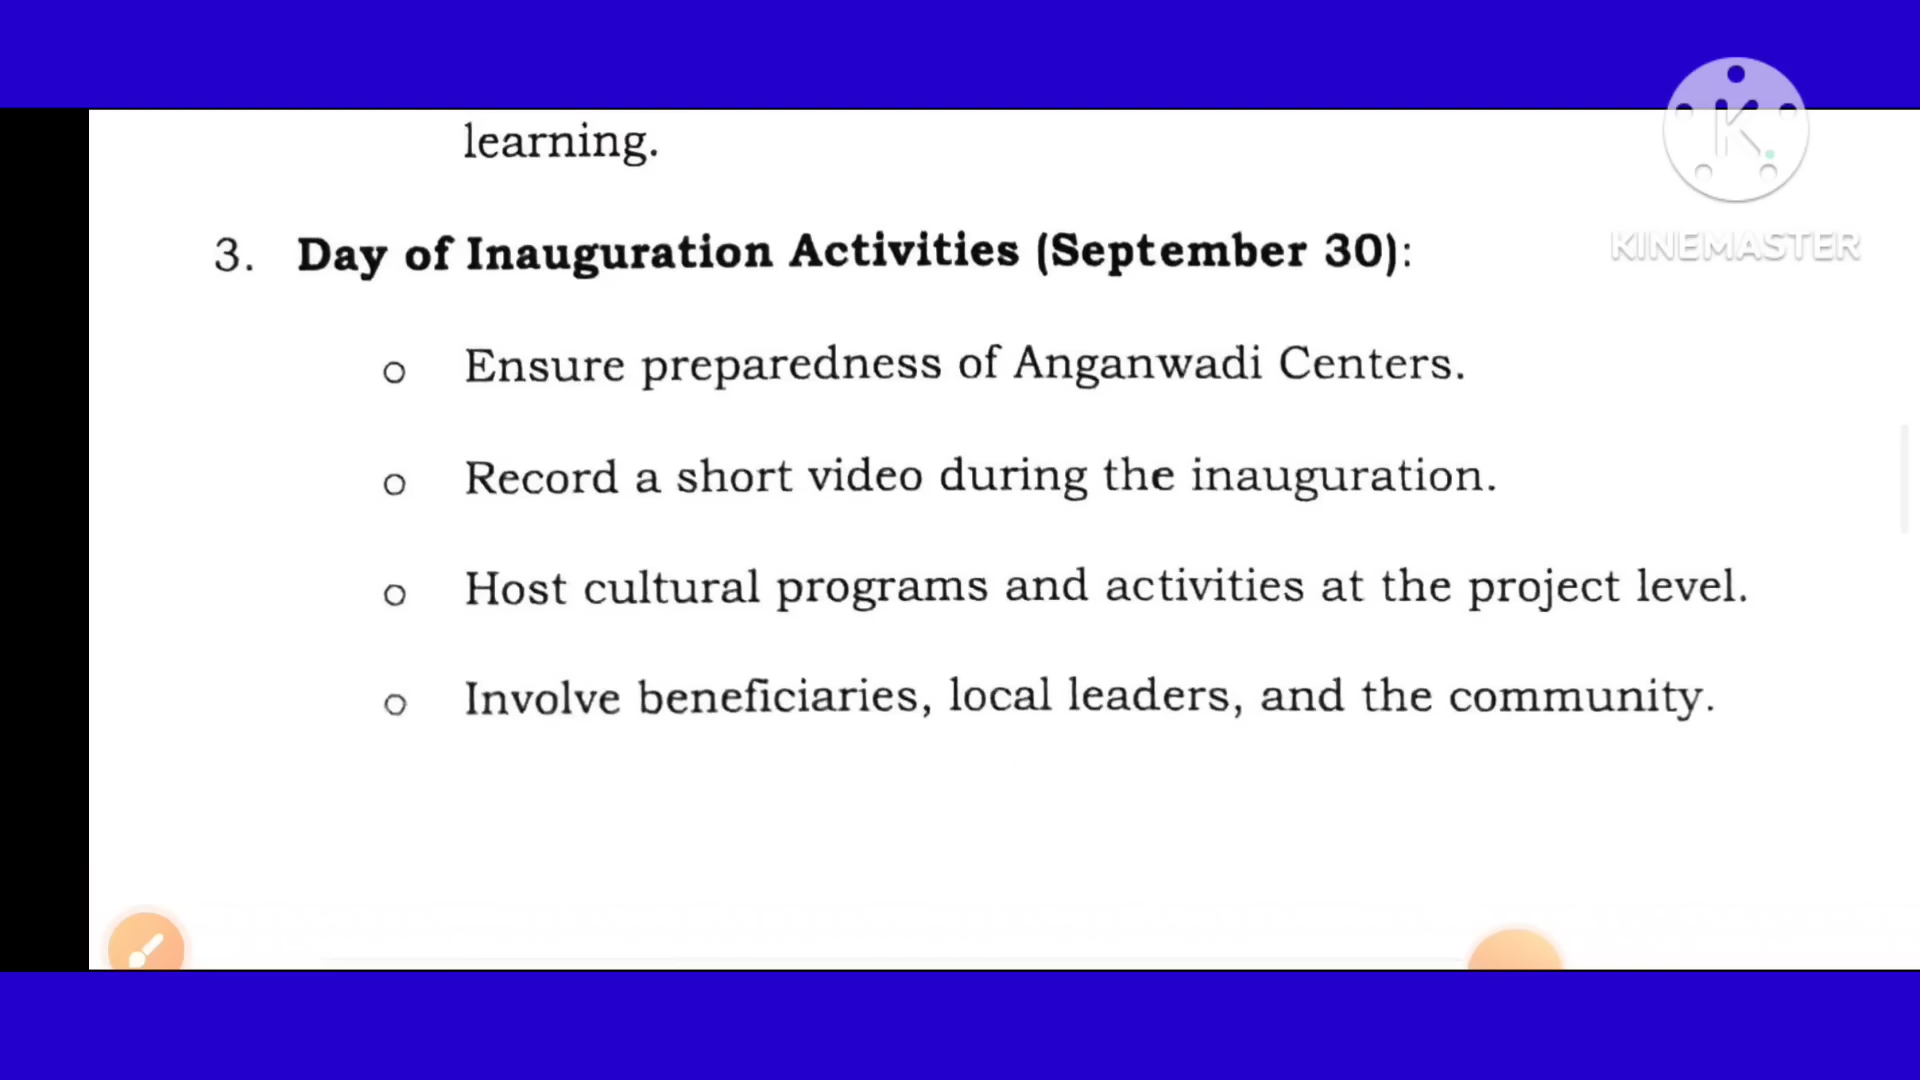 learning.
KINEMASTER
3. Day of Inauguration Activities (September 30):
o Ensure preparedness of Anganwadi Centers.
o Record a short video during the inauguration.
o Host cultural programs and activities at the project level.
o Involve beneficiaries, local leaders, and the community.